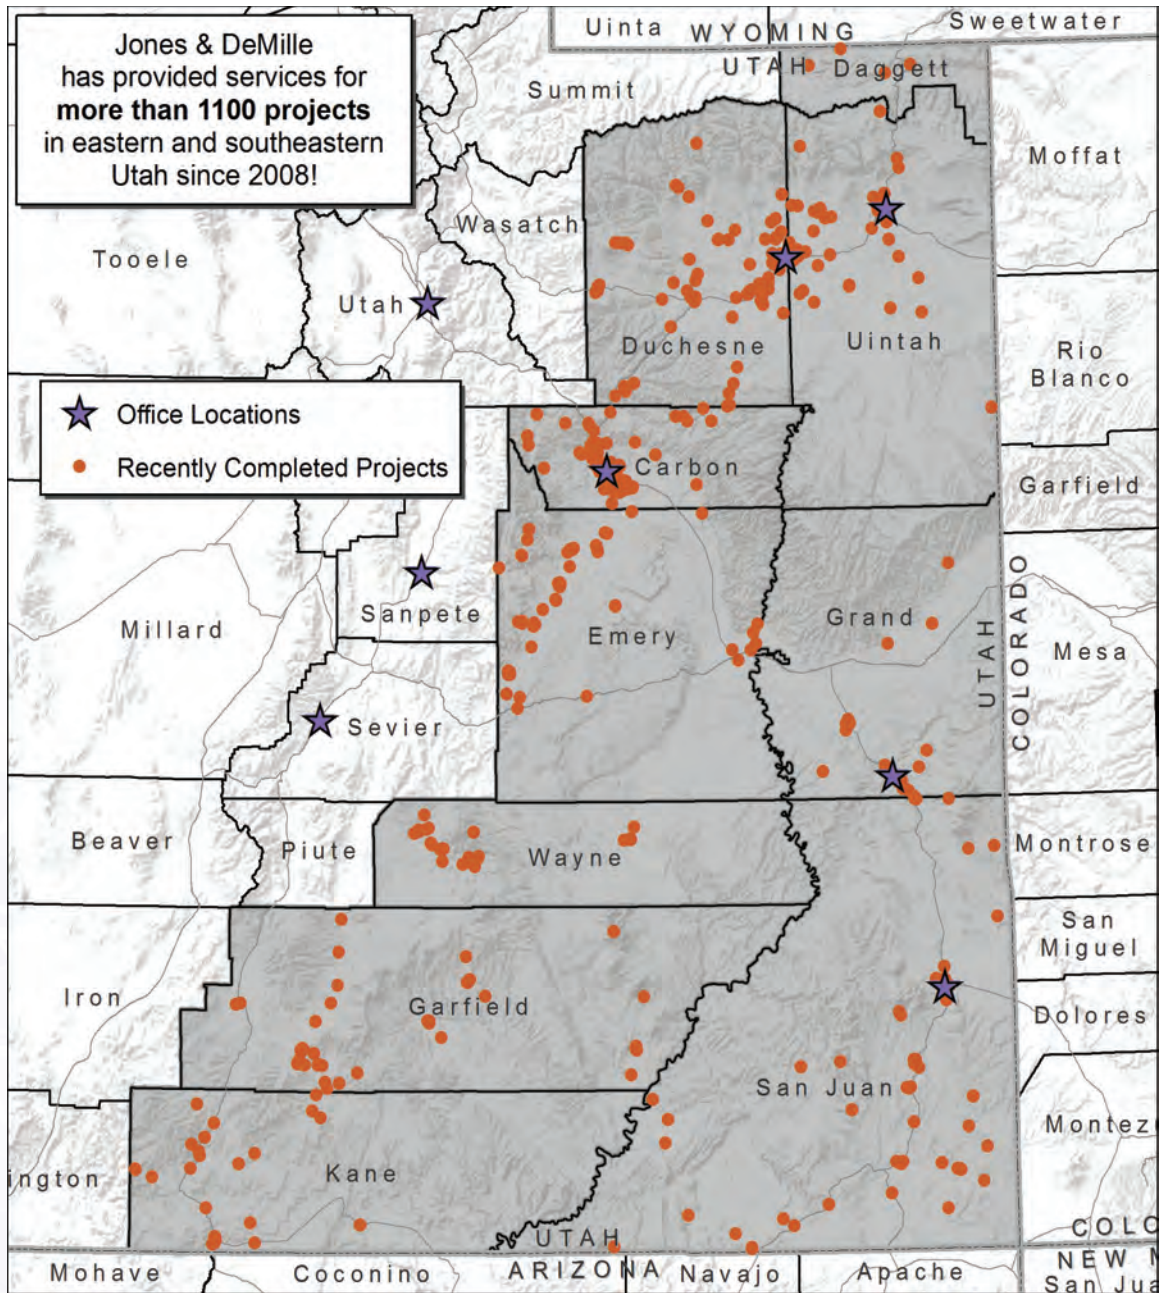 Jones & DeMille
has provided services for
more than 1100 projects
in eastern and southeastern
Utah since 2008!
Uinta
WYOMING
Sweetwater
UTAH
Daggett
Summit
Moffat
Wasatch
Tooele
Utah
Duchesne
Uintah
Rio
Blanco
Office Locations
Recently Completed Projects
Carbon
Garfield
Sanpete
Millard
Emery
Grand
UTAH
COLORADO
Mesa
Sevier
Beaver
Piute
Wayne
Montrose
San
Miguel
Iron
Garfield
Dolores
San Juan
Montez
ington
Kane
UTAH
COLO
Mohave
Coconino
ARIZONA
Navajo
Apache
NEW M
San Jua